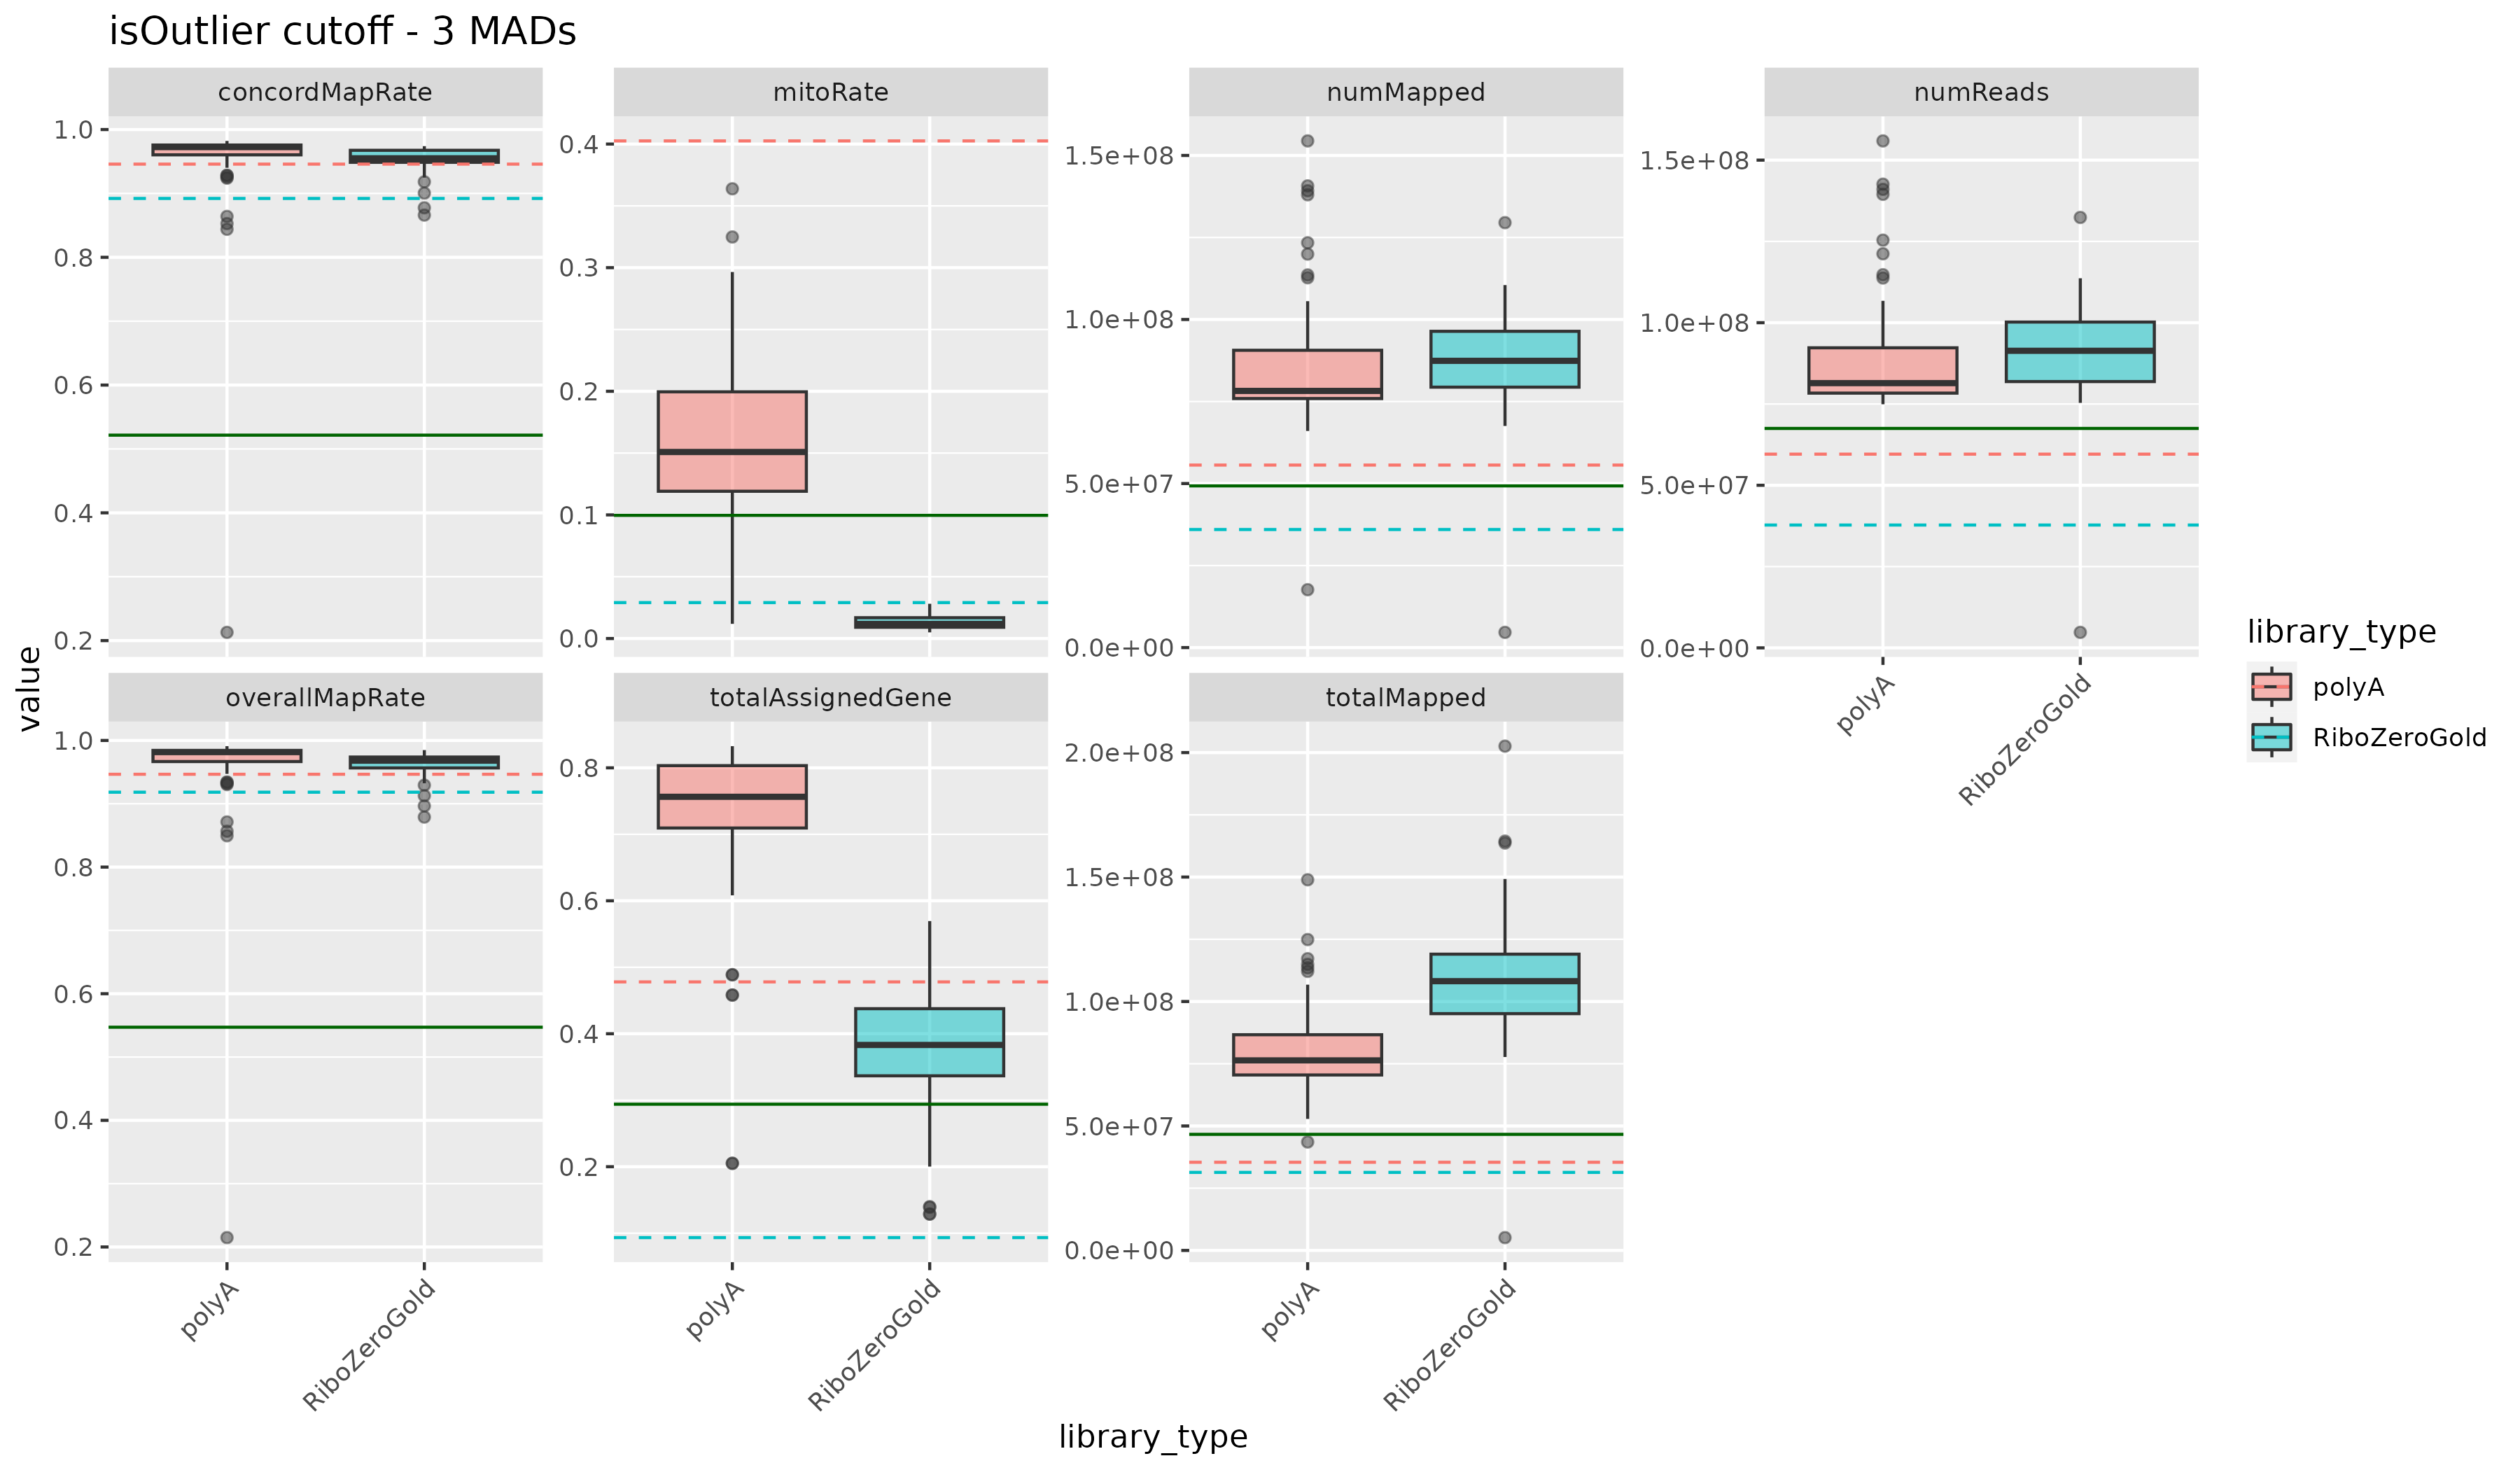 isOutlier cutoff - 3 MADs
concordMapRate
mitoRate
numMapped
numReads
1.0
0.8
0.6
0.4
0.2
0.4
0.3
0.2
0.1
0.0
1.5e+08
1.0e+08
5.0e+07
0.0e+00
1.5e+08
1.0e+08
5.0e+07
0.0e+00
polyA
RiboZeroGold
value
overallMapRate
totalAssignedGene
totalMapped
1.0
0.8
0.6
0.4
0.2
0.8
0.6
0.4
0.2
2.0e+08
1.5e+08
1.0e+08
5.0e+07
0.0e+00
polyA
RiboZeroGold
polyA
RiboZeroGold
polyA
RiboZeroGold
library_type
library_type
polyA
RiboZeroGold